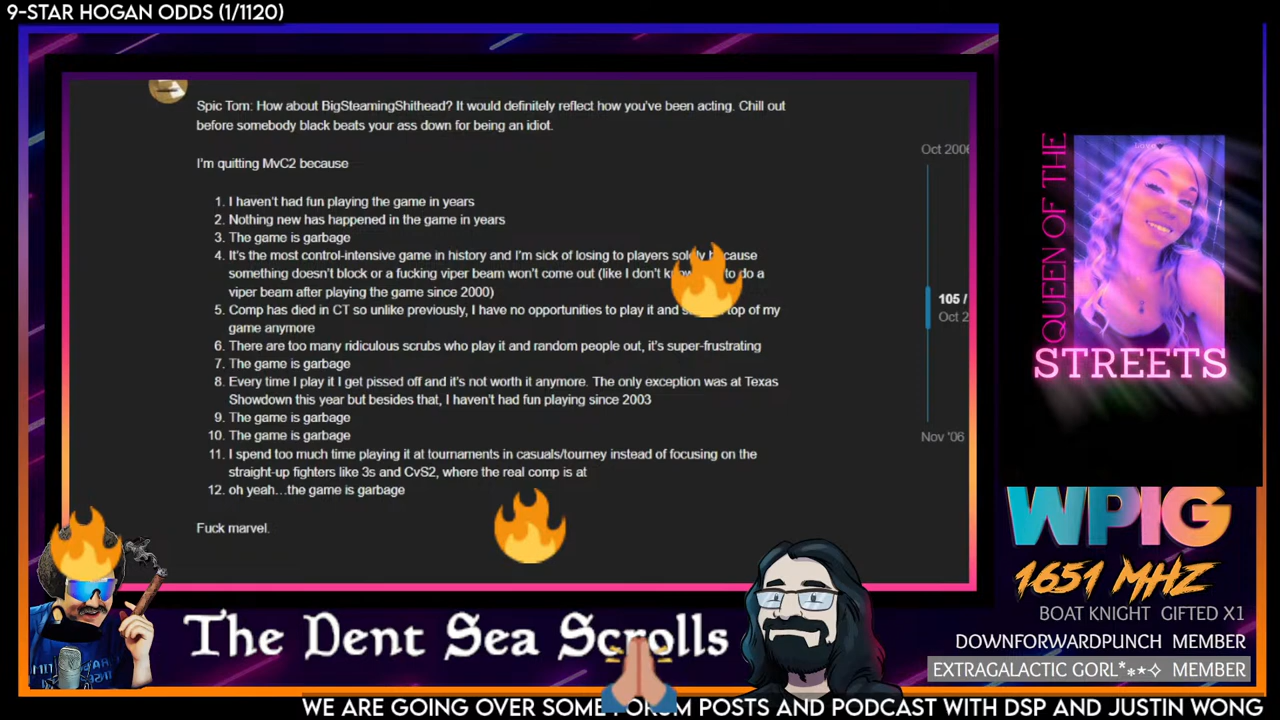 9-STAR HOGAN ODDS (1/1120)
Spic Tom: How about BigSteamingShithead? It would definitely reflect how you've been acting. Chill out
before somebody black beats your ass down for being an idiot.
I'm quitting MvC2 because
1. I haven't had fun playing the game in years
2. Nothing new has happened in the game in years
3. The game is garbage
4. It's the most control-intensive game in history and I'm sick of losing to players solely because
something doesn't block or a fucking viper beam won't come out (like I don't know to do a
viper beam after playing the game since 2000)
5. Comp has died in CT so unlike previously, I have no opportunities to play it and top of my
game anymore
6. There are too many ridiculous scrubs who play it and random people out, it's super-frustrating
7. The game is garbage
8. Every time I play it I get pissed off and it's not worth it anymore. The only exception was at Texas
Showdown this year but besides that, I haven't had fun playing since 2003
9. The game is garbage
10. The game is garbage
11. I spend too much time playing it at tournaments in casuals/tourney instead of focusing on the
straight-up fighters like 3s and CvS2, where the real comp is at
12. oh yeah…the game is garbage
Fuck marvel.
Oct 2006
105 /
Oct 2
Nov '06
QUEEN OF THE
STREETS
WPIG
1651 MHZ
BOAT KNIGHT GIFTED X1
DOWNFORWARDPUNCH MEMBER
EXTRAGALACTIC GORL*⁎⋆✧ MEMBER
The Dent Sea Scrolls
WE ARE GOING OVER SOME FORUM POSTS AND PODCAST WITH DSP AND JUSTIN WONG